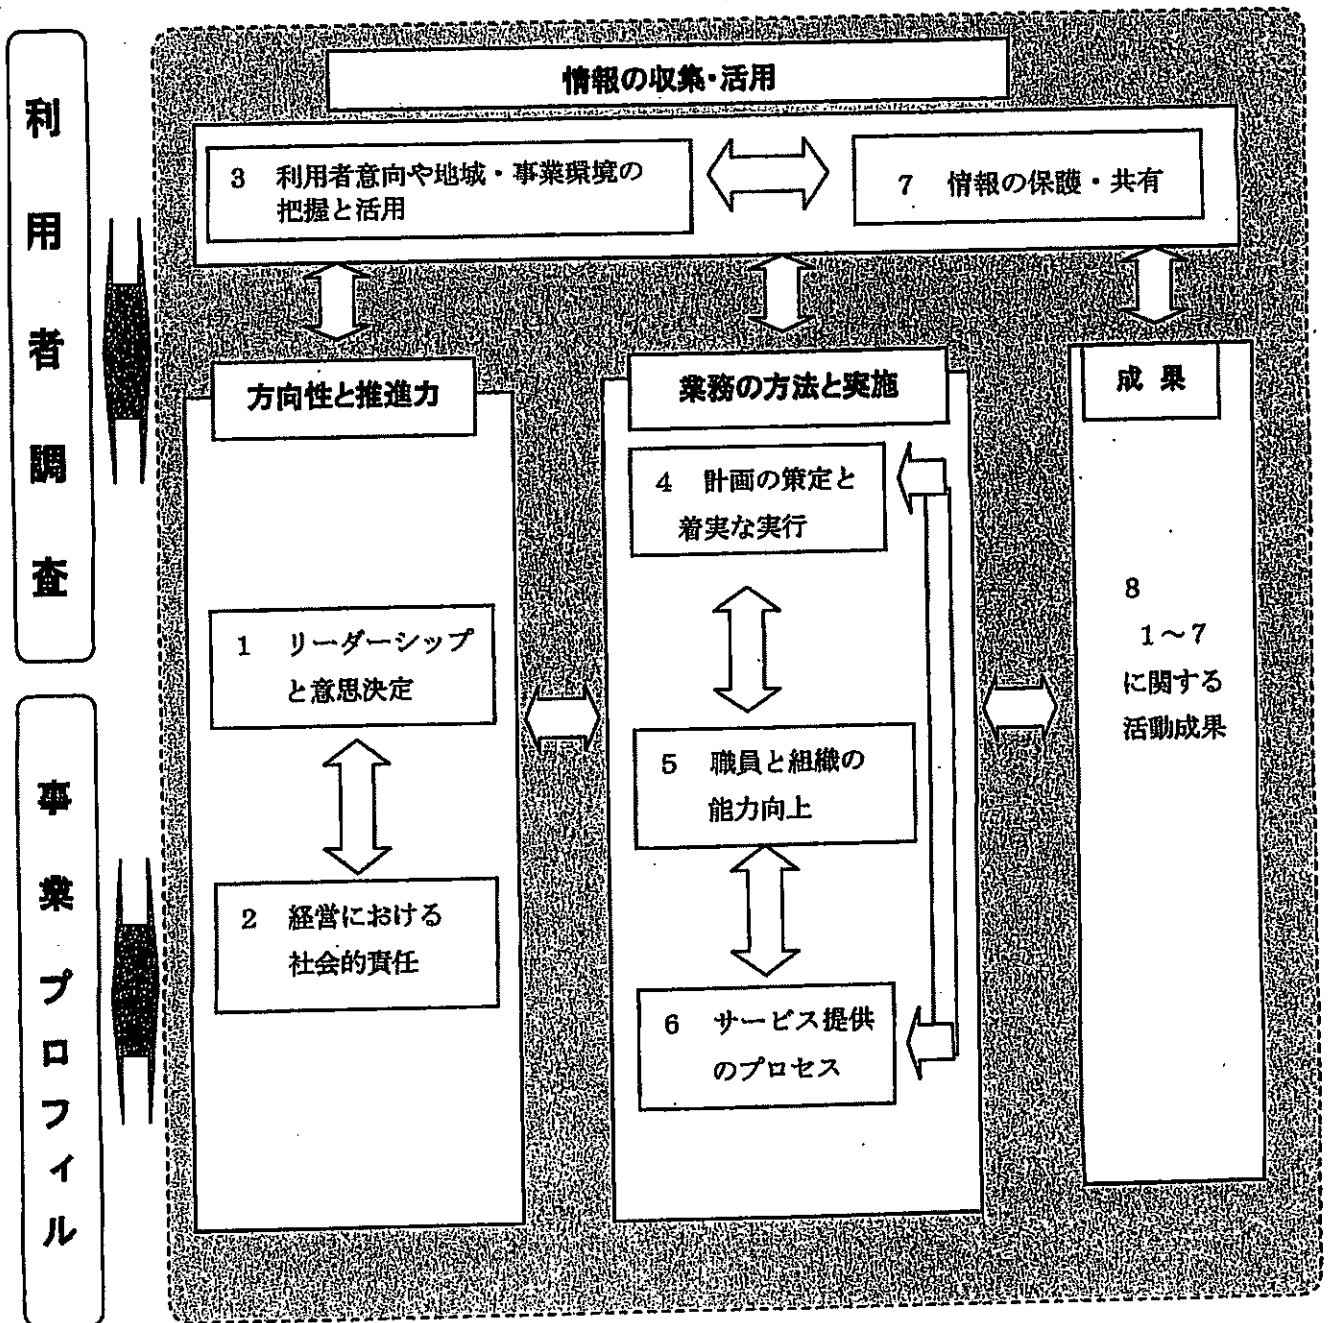 利用者調査
事業プロフィル
情報の収集・活用
3 利用者意向や地域・事業環境の
把握と活用
7 情報の保護・共有
方向性と推進力
1 リーダーシップ
と意思決定
2 経営における
社会的責任
業務の方法と実施
4 計画の策定と
着実な実行
5 職員と組織の
能力向上
6 サービス提供
のプロセス
成果
8
1～7
に関する
活動成果